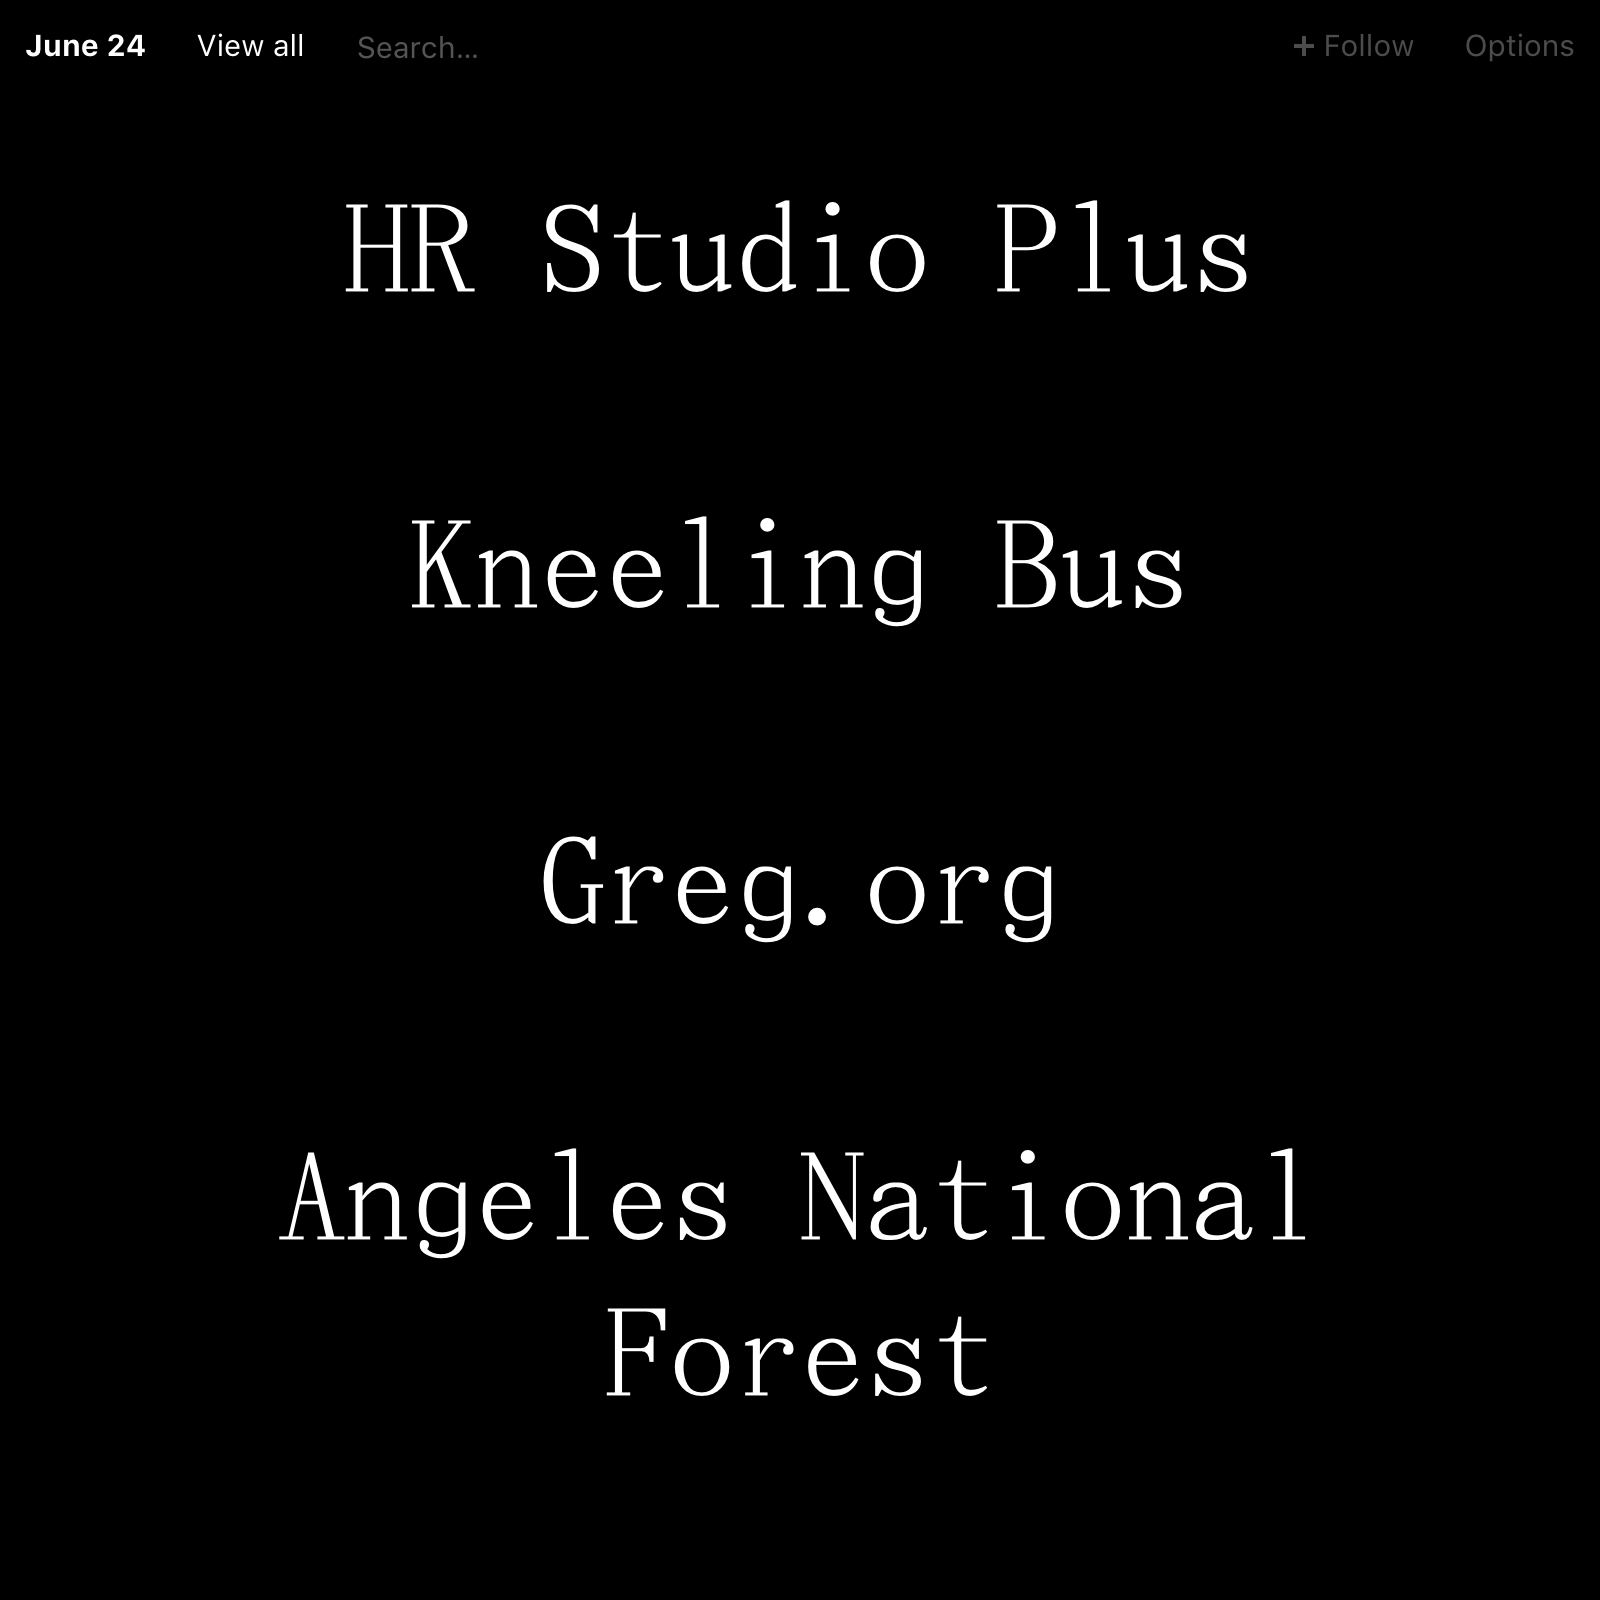 June 24 View all Search... + Follow Options
HR Studio Plus
Kneeling Bus
Greg.org
Angeles National
Forest